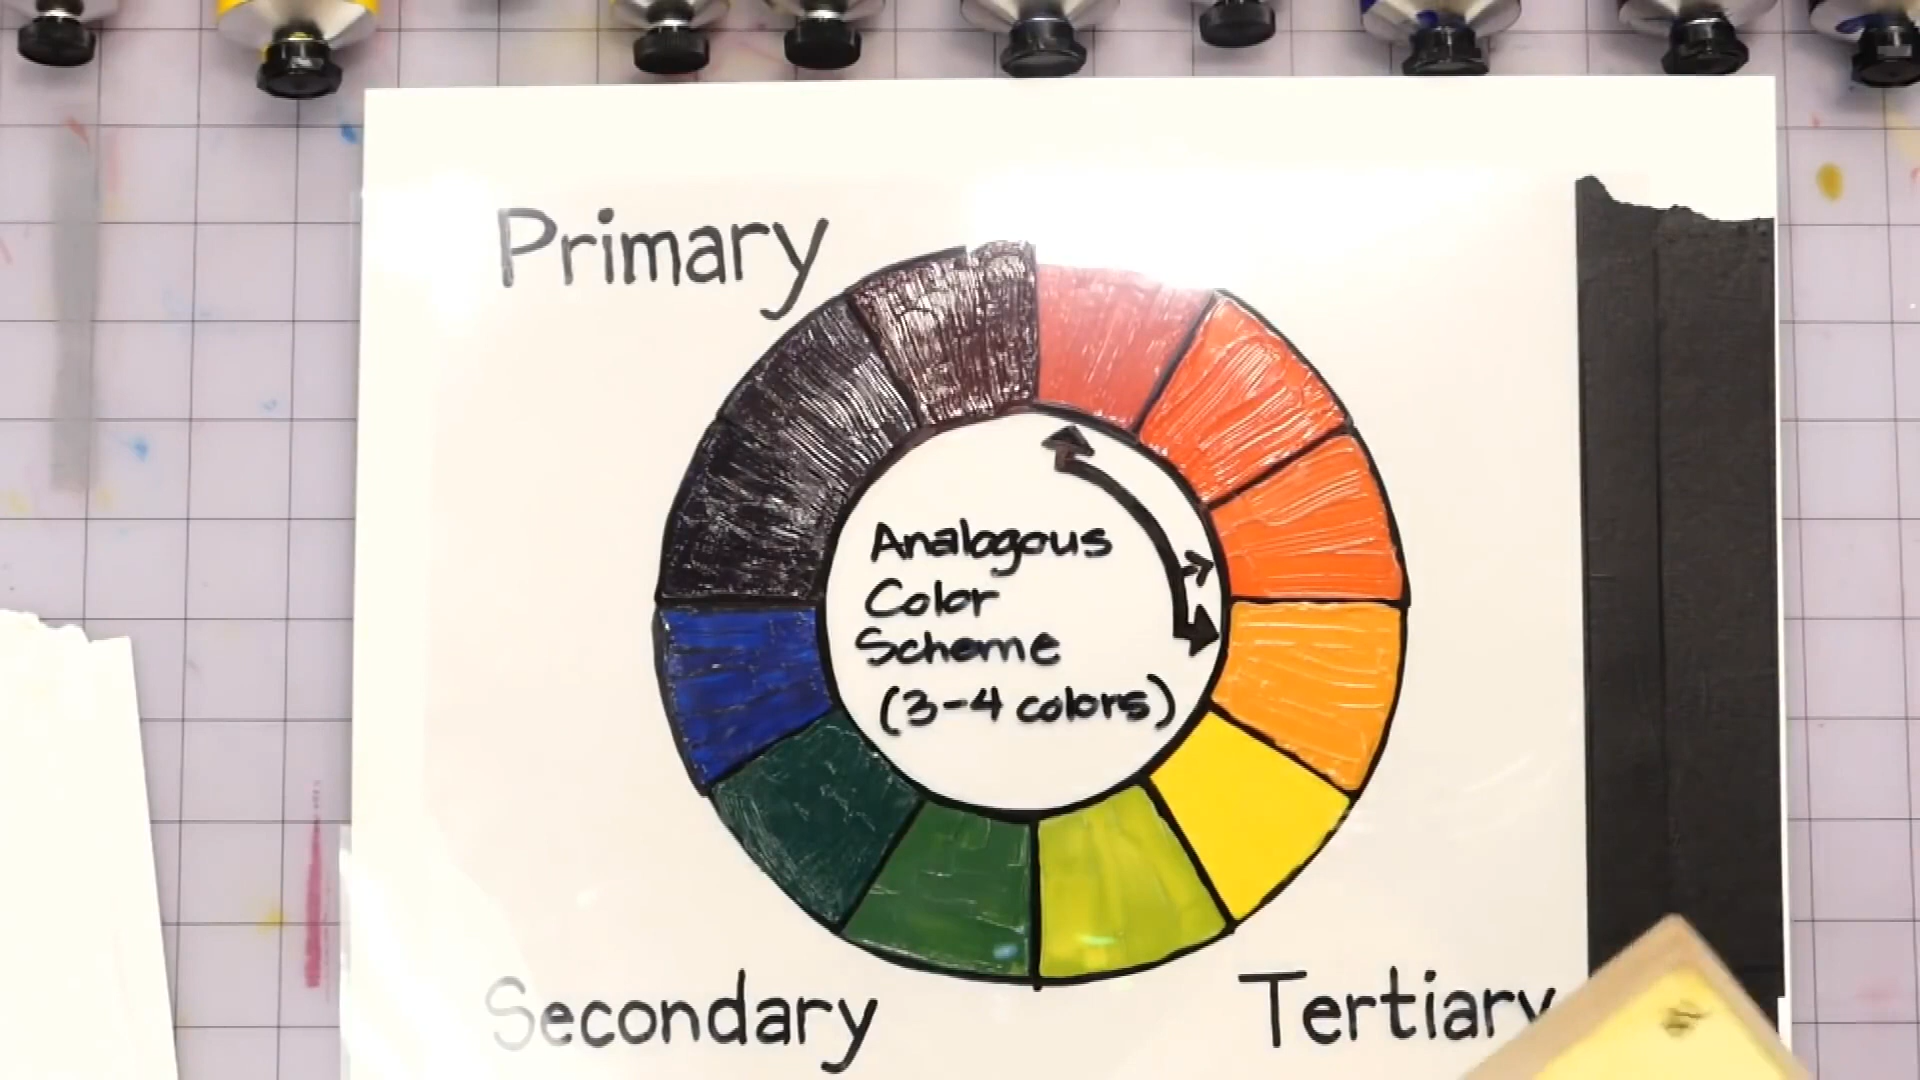 Primary
Analogous
Color
Scheme
(3-4 colors)
Secondary
Tertiary